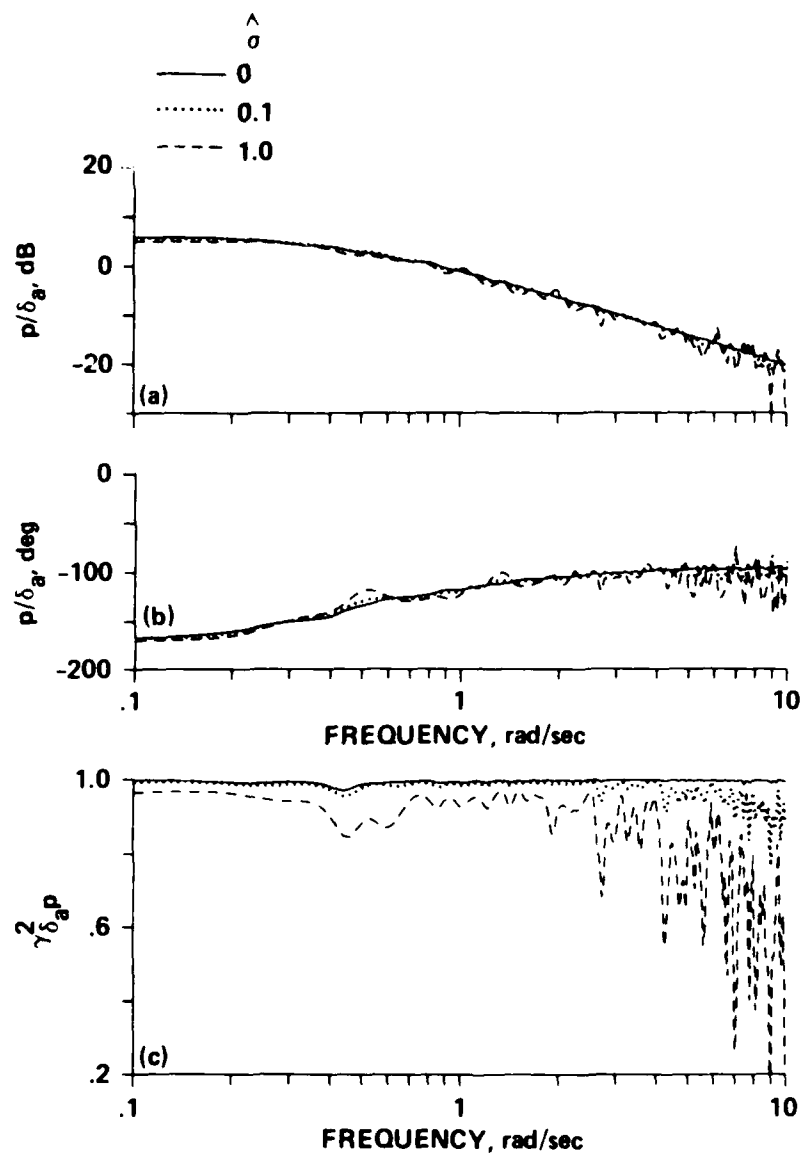 ^
σ
0
0.1
1.0
20
0
-20
p/δa, dB
(a)
0
-100
-200
p/δa, deg
(b)
.1
1
10
FREQUENCY, rad/sec
1.0
.6
.2
γ²δap
(c)
.1
1
10
FREQUENCY, rad/sec